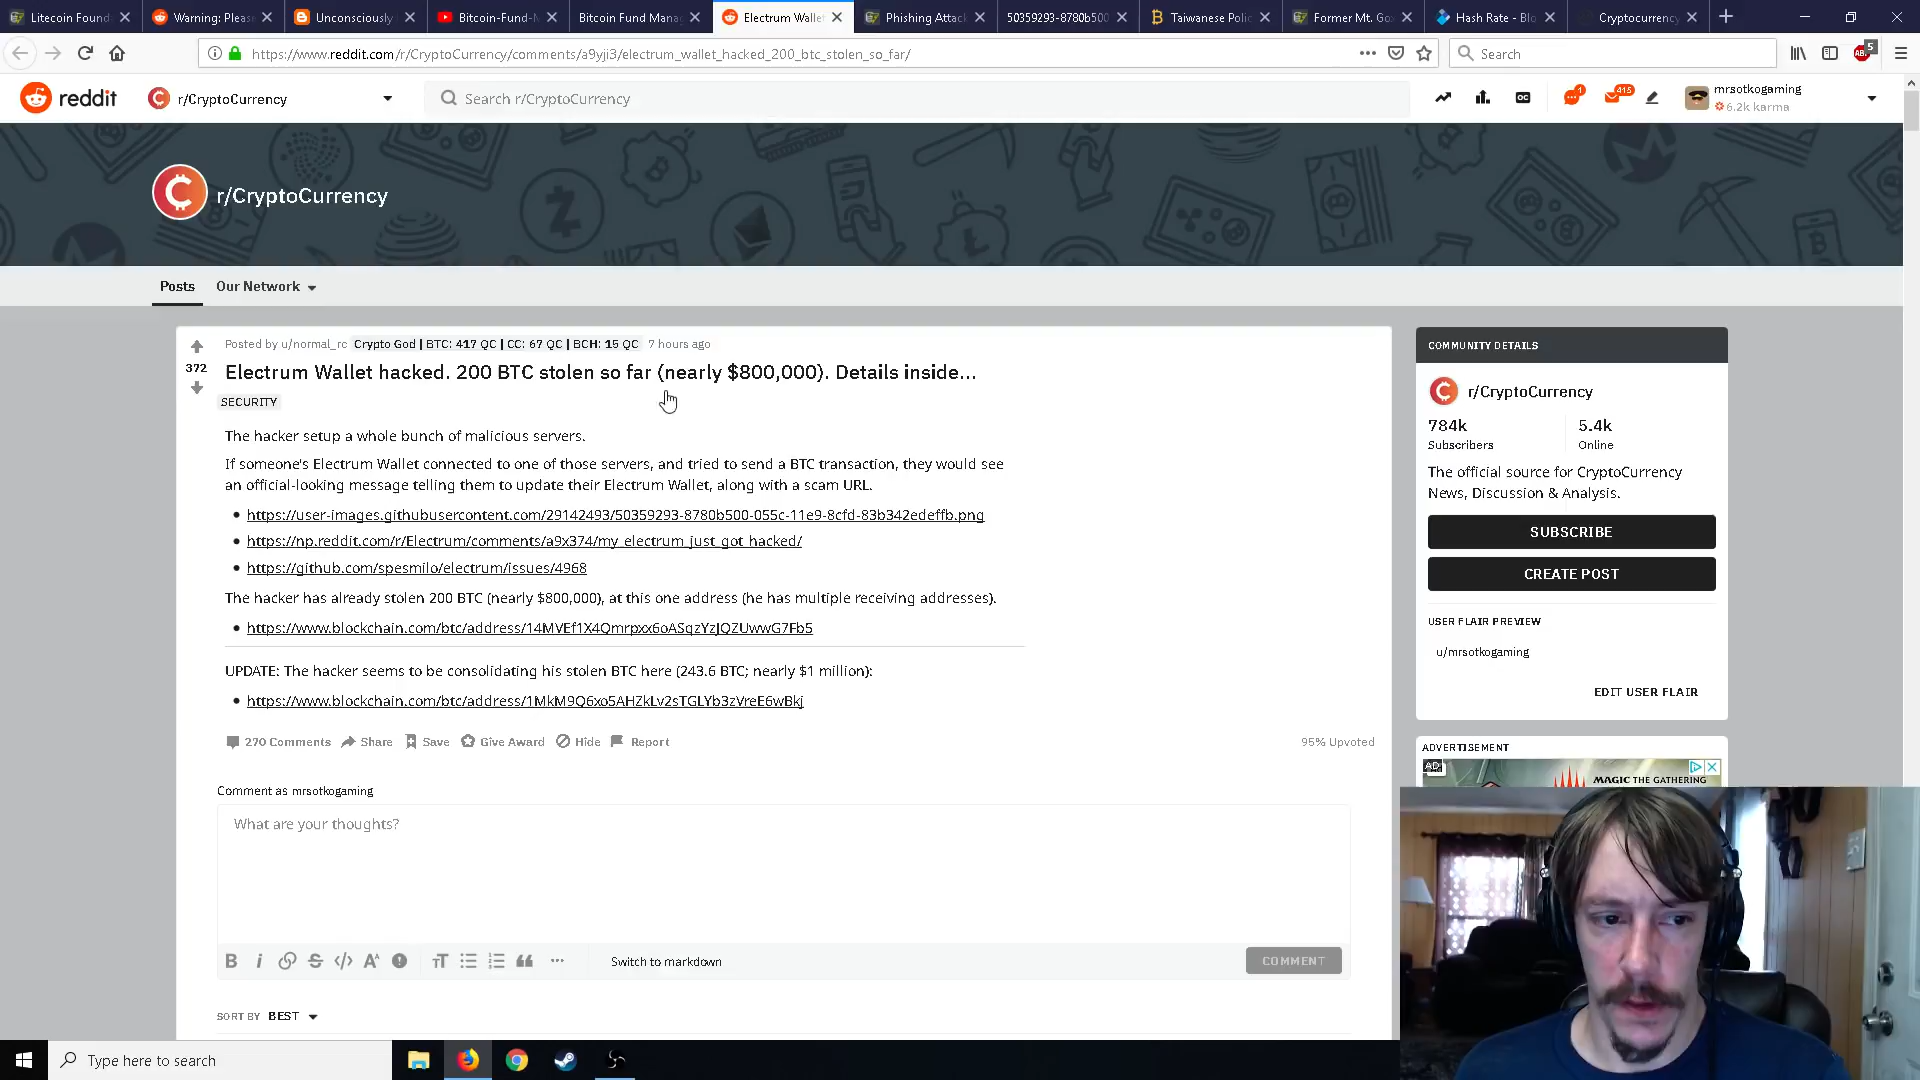 Litecoin Found
Warning: Pleas
Unconsciously
Bitcoin-Fund-M
Bitcoin Fund Mana
Electrum Wallet
Phishing Attac
50359293-8780b500
Taiwanese Poli
Former Mt. Gox
Hash Rate - Blo
Cryptocurrency
https://www.reddit.com/r/CryptoCurrency/comments/a9yji3/electrum_wallet_hacked_200_btc_stolen_so_far/
Search
5
reddit
r/CryptoCurrency
Search r/CryptoCurrency
1
415
mrsotkogaming
6.2k karma
r/CryptoCurrency
Posts
Our Network
Posted by u/normal_rc Crypto God | BTC: 417 QC | CC: 67 QC | BCH: 15 QC 7 hours ago
372
Electrum Wallet hacked. 200 BTC stolen so far (nearly $800,000). Details inside...
SECURITY
The hacker setup a whole bunch of malicious servers.
If someone's Electrum Wallet connected to one of those servers, and tried to send a BTC transaction, they would see
an official-looking message telling them to update their Electrum Wallet, along with a scam URL.
https://user-images.githubusercontent.com/29142493/50359293-8780b500-055c-11e9-8cfd-83b342edeffb.png
https://np.reddit.com/r/Electrum/comments/a9x374/my_electrum_just_got_hacked/
https://github.com/spesmilo/electrum/issues/4968
The hacker has already stolen 200 BTC (nearly $800,000), at this one address (he has multiple receiving addresses).
https://www.blockchain.com/btc/address/14MVEf1X4Qmrpxx6oASqzYzJQZUwwG7Fb5
UPDATE: The hacker seems to be consolidating his stolen BTC here (243.6 BTC; nearly $1 million):
https://www.blockchain.com/btc/address/1MkM9Q6xo5AHZkLv2sTGLYb3zVreE6wBkj
270 Comments Share Save Give Award Hide Report
95% Upvoted
Comment as mrsotkogaming
What are your thoughts?
Switch to markdown
COMMENT
SORT BY BEST
COMMUNITY DETAILS
r/CryptoCurrency
784k
5.4k
Subscribers
Online
The official source for CryptoCurrency
News, Discussion & Analysis.
SUBSCRIBE
CREATE POST
USER FLAIR PREVIEW
u/mrsotkogaming
EDIT USER FLAIR
ADVERTISEMENT
AD
MAGIC THE GATHERING
Type here to search